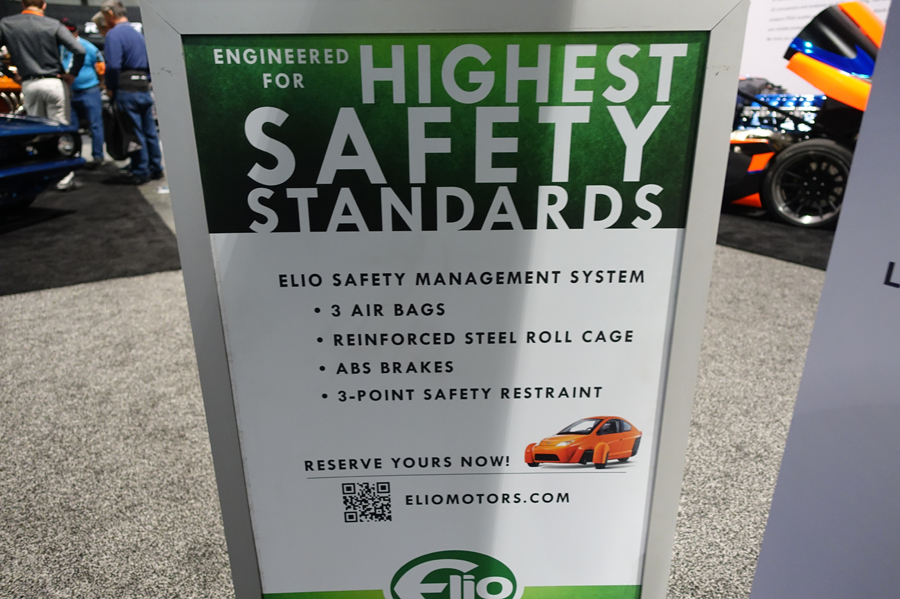 ENGINEERED
FOR
HIGHEST
SAFETY
STANDARDS
ELIO SAFETY MANAGEMENT SYSTEM
• 3 AIR BAGS
• REINFORCED STEEL ROLL CAGE
• ABS BRAKES
• 3-POINT SAFETY RESTRAINT
RESERVE YOURS NOW!
ELIOMOTORS.COM
Elio
L